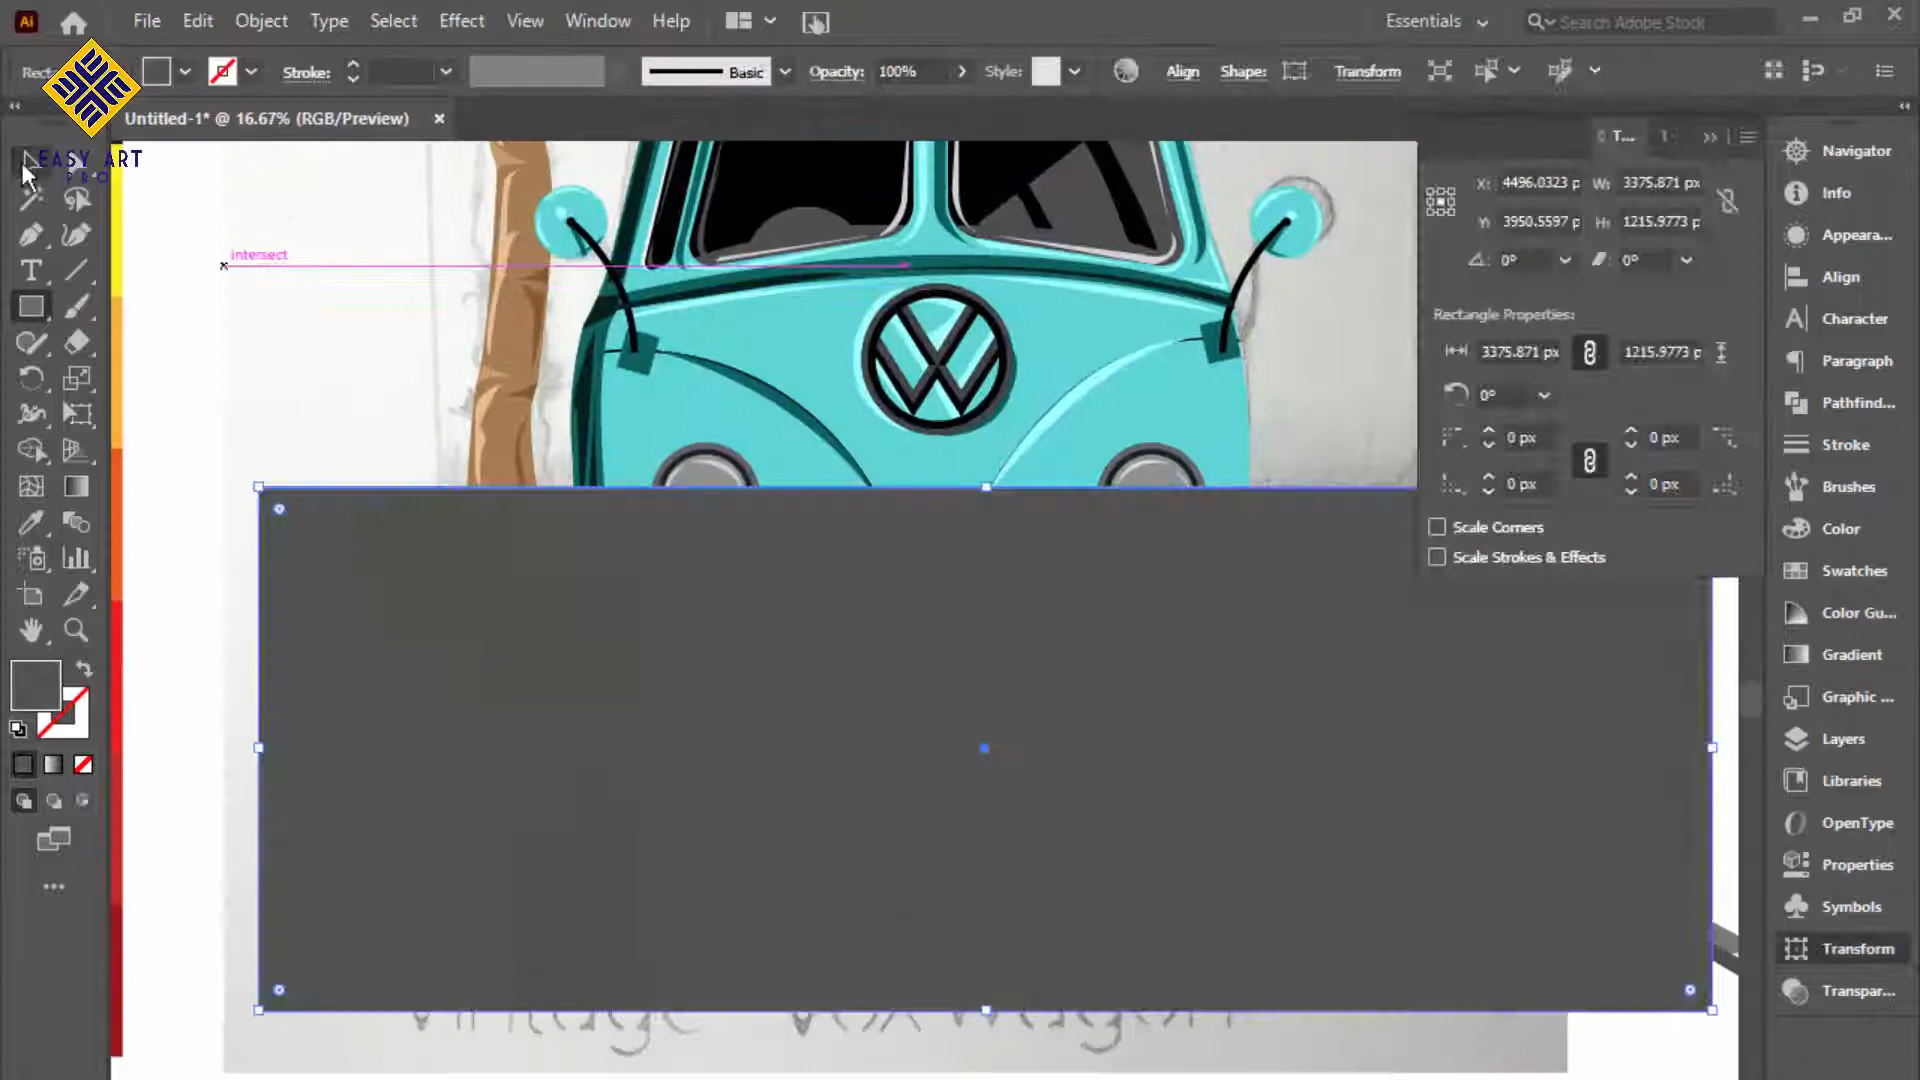 Ai File Edit Object Type Select Effect View Window Help Essentials Search Adobe Stock
Stroke: Basic Opacity: 100% Style: Align Shape: Transform
Untitled-1* @ 16.67% (RGB/Preview)
EASY ART
PRO
intersect
T...
X: 4496.0323 p W: 3375.871 px
Y: 3950.5597 p H: 1215.9773 p
0° 0°
Rectangle Properties:
3375.871 px 1215.9773 p
0°
0 px 0 px
0 px 0 px
Scale Corners
Scale Strokes & Effects
Navigator
Info
Appeara...
Align
Character
Paragraph
Pathfind...
Stroke
Brushes
Color
Swatches
Color Gu...
Gradient
Graphic ...
Layers
Libraries
OpenType
Properties
Symbols
Transform
Transpar...